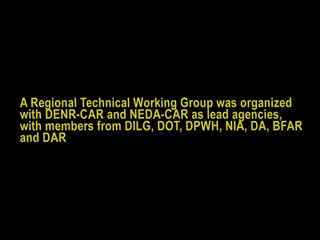 A Regional Technical Working Group was organized
with DENR-CAR and NEDA-CAR as lead agencies,
with members from DILG, DOT, DPWH, NIA, DA, BFAR
and DAR